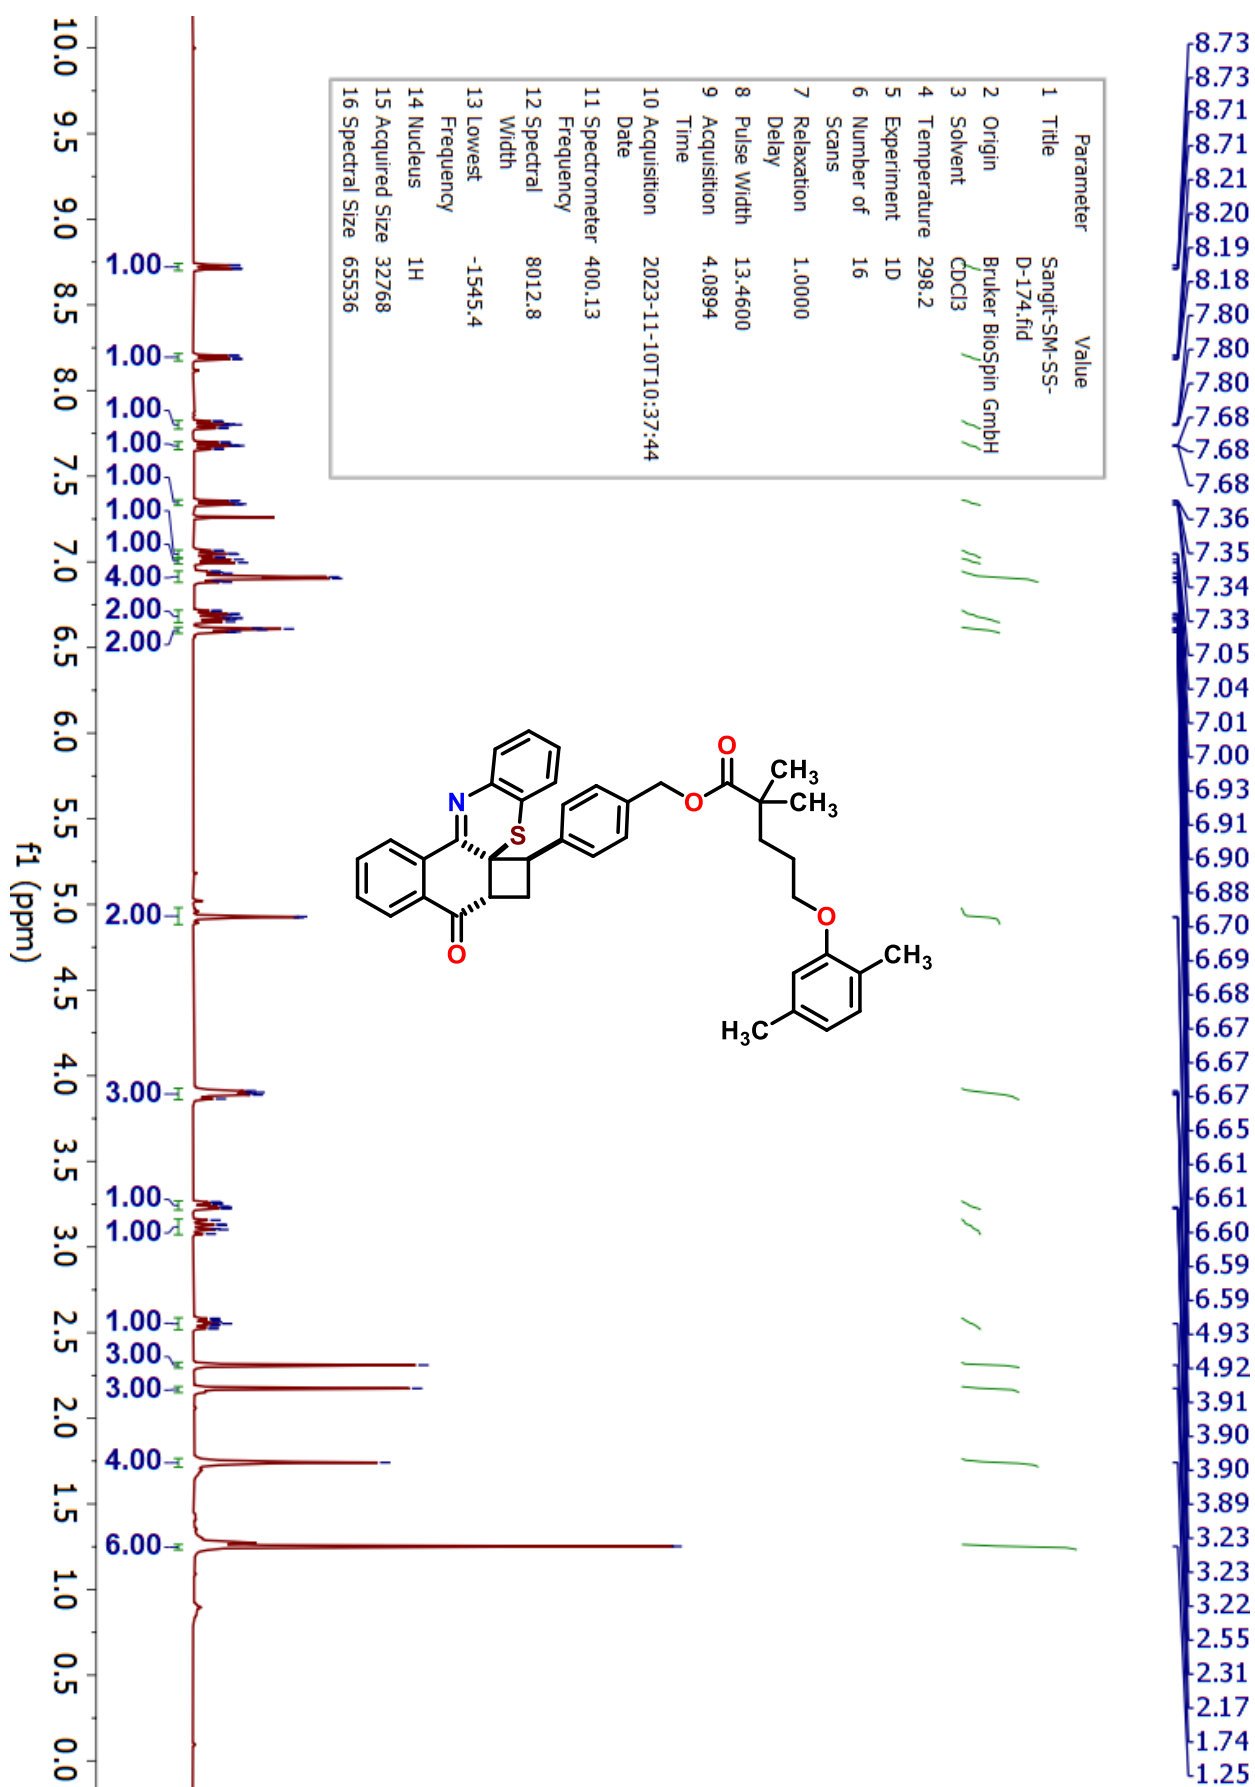 8.73
8.73
8.71
8.71
8.21
8.20
8.19
8.18
7.80
7.80
7.80
7.68
7.68
7.68
7.36
7.35
7.34
7.33
7.05
7.04
7.01
7.00
6.93
6.91
6.90
6.88
6.70
6.69
6.68
6.67
6.67
6.67
6.65
6.61
6.61
6.60
6.59
6.59
4.93
4.92
3.91
3.90
3.90
3.89
3.23
3.23
3.22
2.55
2.31
2.17
1.74
1.25
Parameter Value
1 Title Sangit-SM-SS-
D-174.fid
2 Origin Bruker BioSpin GmbH
3 Solvent CDCl3
4 Temperature 298.2
5 Experiment 1D
6 Number of 16
Scans
7 Relaxation 1.0000
Delay
8 Pulse Width 13.4600
9 Acquisition 4.0894
Time
10 Acquisition 2023-11-10T10:37:44
Date
11 Spectrometer 400.13
Frequency
12 Spectral 8012.8
Width
13 Lowest -1545.4
Frequency
14 Nucleus 1H
15 Acquired Size 32768
16 Spectral Size 65536
O
CH3
CH3
O
N
S
O
O
CH3
H3C
1.00
1.00
1.00
1.00
1.00
1.00
1.00
4.00
2.00
2.00
2.00
3.00
1.00
1.00
1.00
3.00
3.00
4.00
6.00
10.0 9.5 9.0 8.5 8.0 7.5 7.0 6.5 6.0 5.5 5.0 4.5 4.0 3.5 3.0 2.5 2.0 1.5 1.0 0.5 0.0
f1 (ppm)